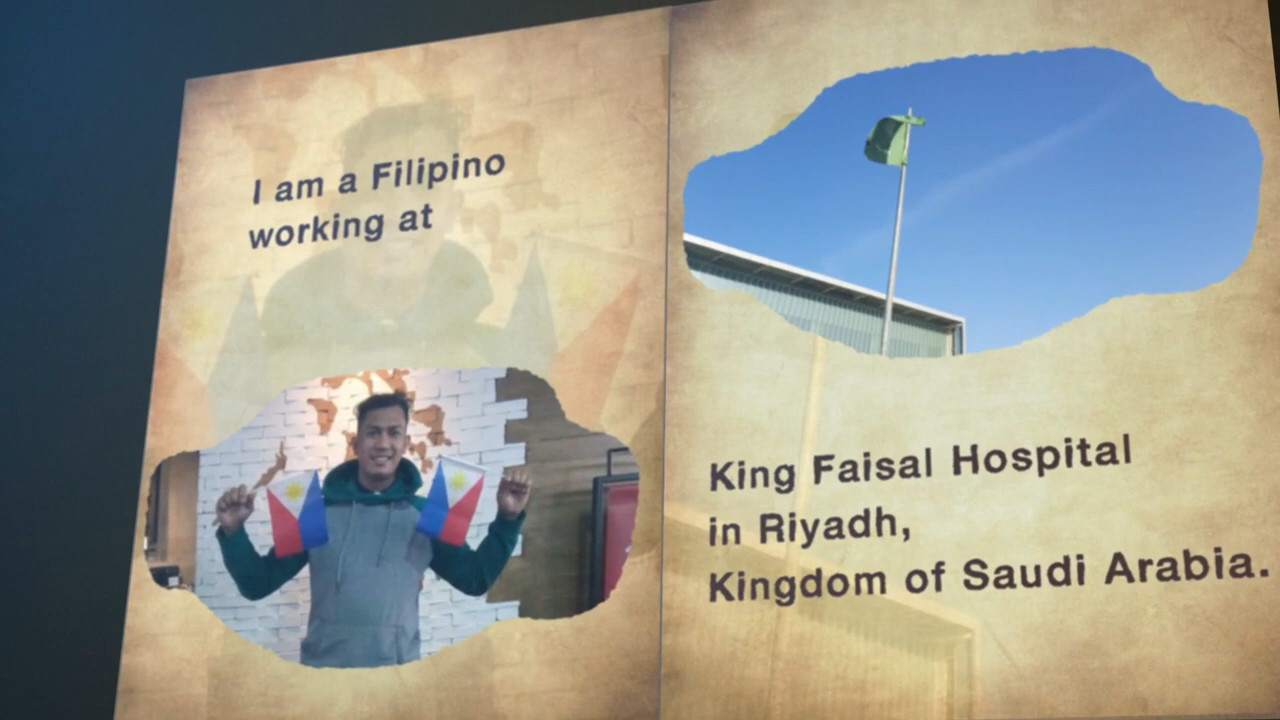 I am a Filipino
working at
King Faisal Hospital
in Riyadh,
Kingdom of Saudi Arabia.